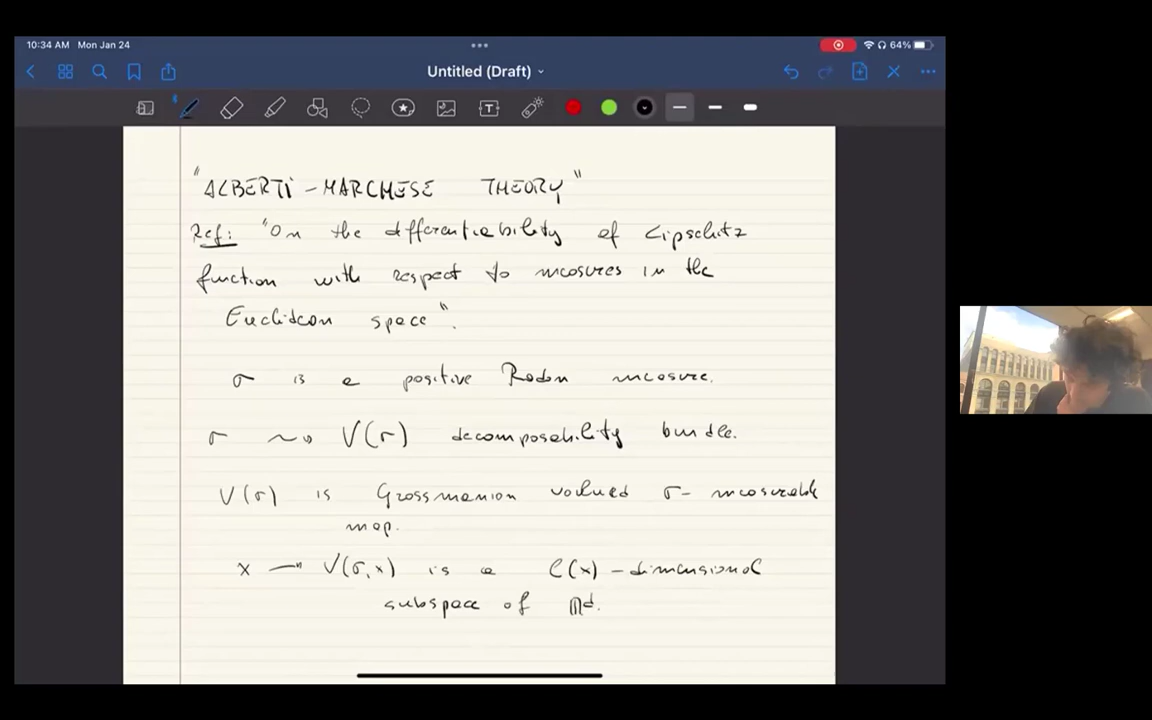 10:34 AM Mon Jan 24
64%
Untitled (Draft)
"ALBERTI - MARCHESE THEORY"
Ref: "On the differentiability of Lipschitz
function with respect to measures in the
Euclidean space".
σ is a positive Radon measure.
σ ⇝ V(σ) decomposability bundle.
V(σ) is Grossmanion valued σ- measurable
map.
x → V(σ,x) is a ℓ(x) - dimensional
subspace of ℝd.